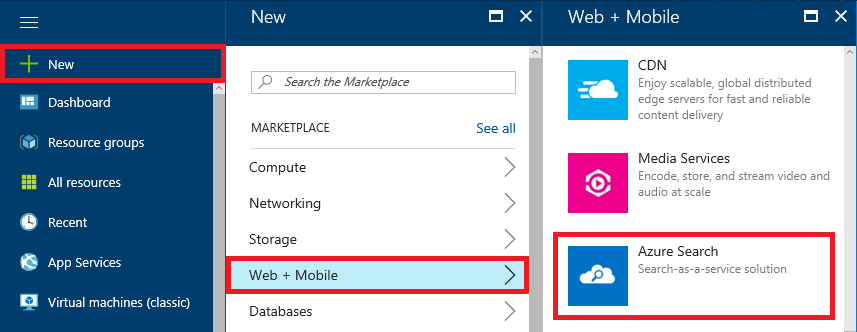 New
Dashboard
Resource groups
All resources
Recent
App Services
Virtual machines (classic)
New
Search the Marketplace
MARKETPLACE See all
Compute
Networking
Storage
Web + Mobile
Databases
Web + Mobile
CDN
Enjoy scalable, global distributed
edge servers for fast and reliable
content delivery
Media Services
Encode, store, and stream video and
audio at scale
Azure Search
Search-as-a-service solution